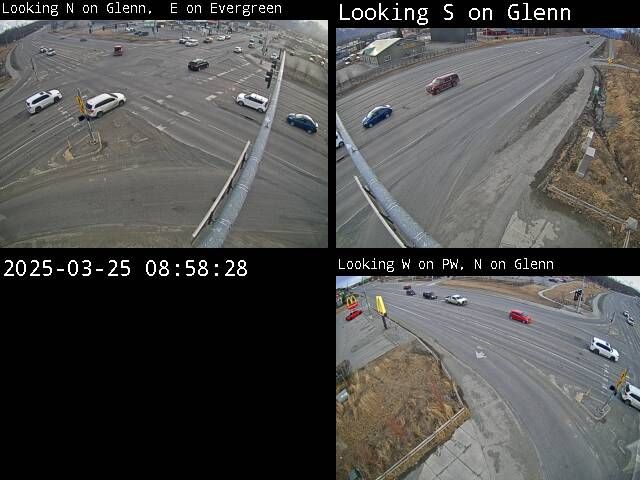 Looking N on Glenn,  E on Evergreen
Looking S on Glenn
2025-03-25 08:58:28
Looking W on PW, N on Glenn